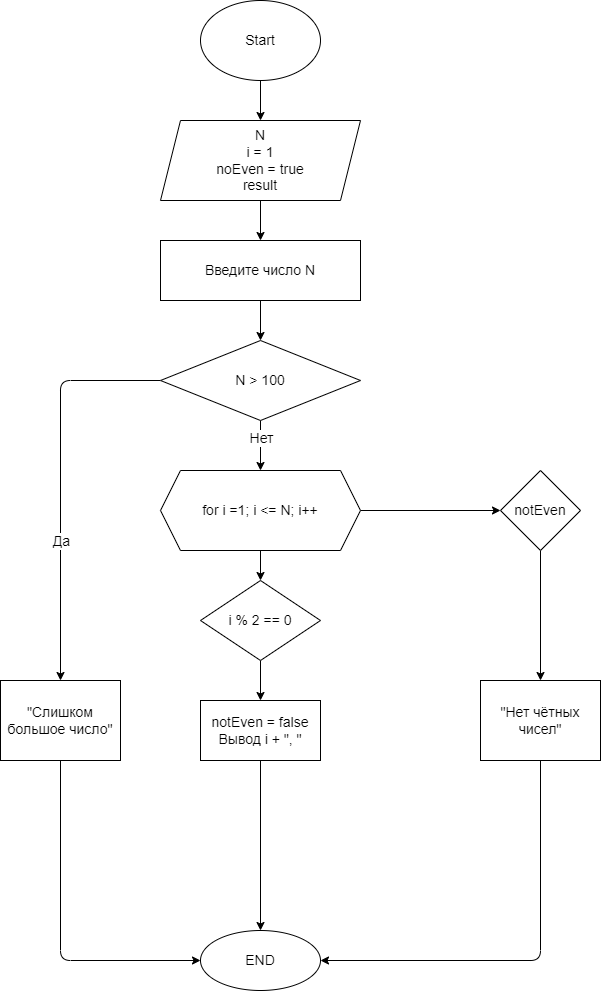 Start
N
i = 1
noEven = true
result
Введите число N
N > 100
Нет
for i =1; i <= N; i++
notEven
Да
i % 2 == 0
"Слишком
большое число"
notEven = false
Вывод i + ", "
"Нет чётных
чисел"
END